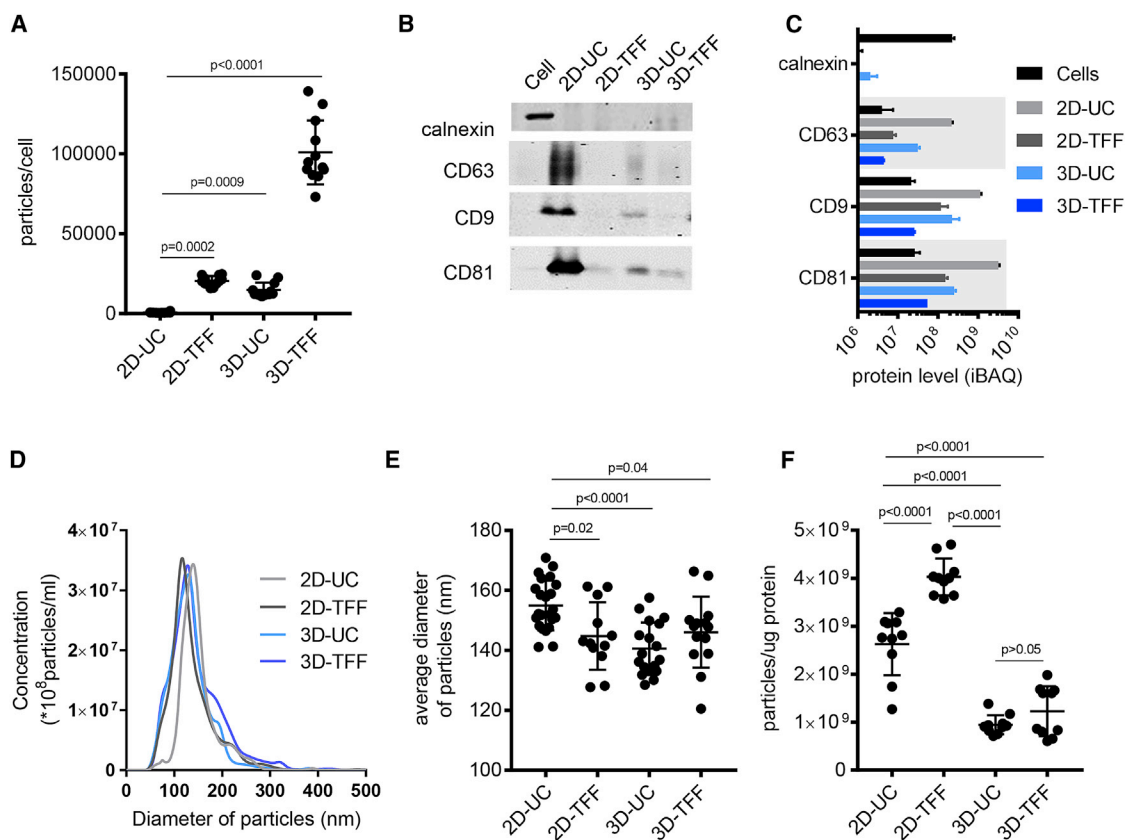 A
150000
100000
50000
0
particles/cell
p<0.0001
p=0.0009
p=0.0002
2D-UC
2D-TFF
3D-UC
3D-TFF
B
Cell
2D-UC
2D-TFF
3D-UC
3D-TFF
calnexin
CD63
CD9
CD81
C
calnexin
CD63
CD9
CD81
10^6
10^7
10^8
10^9
10^10
protein level (iBAQ)
Cells
2D-UC
2D-TFF
3D-UC
3D-TFF
D
4×10^7
3×10^7
2×10^7
1×10^7
0
Concentration
(*10^8particles/ml)
0 100 200 300 400 500
Diameter of particles (nm)
2D-UC
2D-TFF
3D-UC
3D-TFF
E
p=0.04
p<0.0001
p=0.02
180
160
140
120
100
average diameter
of particles (nm)
2D-UC
2D-TFF
3D-UC
3D-TFF
F
p<0.0001
p<0.0001
p<0.0001 p<0.0001
p>0.05
5×10^9
4×10^9
3×10^9
2×10^9
1×10^9
0
particles/ug protein
2D-UC
2D-TFF
3D-UC
3D-TFF